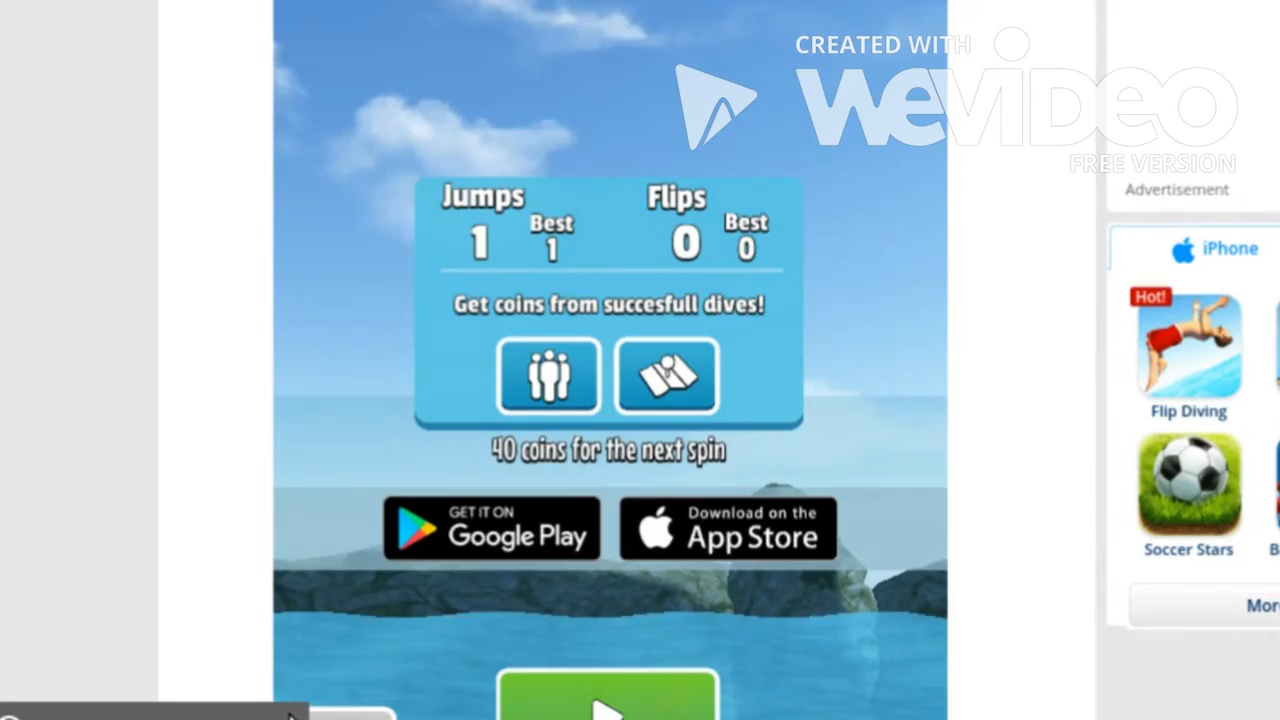 CREATED WITH
WEVIDEO
FREE VERSION
Advertisement
Jumps
1
Best
1
Flips
0
Best
0
Get coins from succesfull dives!
40 coins for the next spin
GET IT ON
Google Play
Download on the
App Store
iPhone
Hot!
Flip Diving
Soccer Stars